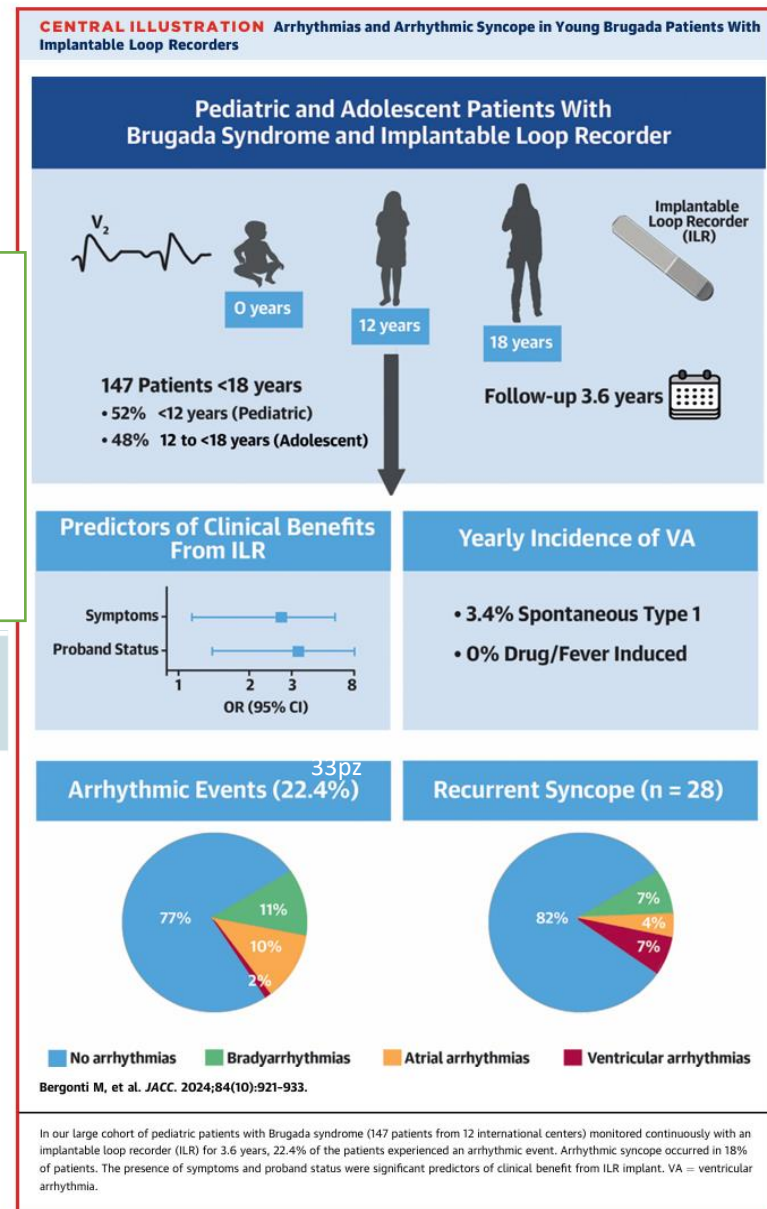 CENTRAL ILLUSTRATION Arrhythmias and Arrhythmic Syncope in Young Brugada Patients With
Implantable Loop Recorders
Pediatric and Adolescent Patients With
Brugada Syndrome and Implantable Loop Recorder
V2
Implantable
Loop Recorder
(ILR)
0 years
12 years
18 years
147 Patients <18 years
• 52% <12 years (Pediatric)
• 48% 12 to <18 years (Adolescent)
Follow-up 3.6 years
Predictors of Clinical Benefits
From ILR
Symptoms
Proband Status
1 2 3 8
OR (95% CI)
Yearly Incidence of VA
• 3.4% Spontaneous Type 1
• 0% Drug/Fever Induced
33pz
Arrhythmic Events (22.4%)
77%
11%
10%
2%
Recurrent Syncope (n = 28)
82%
7%
4%
7%
No arrhythmias Bradyarrhythmias Atrial arrhythmias Ventricular arrhythmias
Bergonti M, et al. JACC. 2024;84(10):921-933.
In our large cohort of pediatric patients with Brugada syndrome (147 patients from 12 international centers) monitored continuously with an
implantable loop recorder (ILR) for 3.6 years, 22.4% of the patients experienced an arrhythmic event. Arrhythmic syncope occurred in 18%
of patients. The presence of symptoms and proband status were significant predictors of clinical benefit from ILR implant. VA = ventricular
arrhythmia.